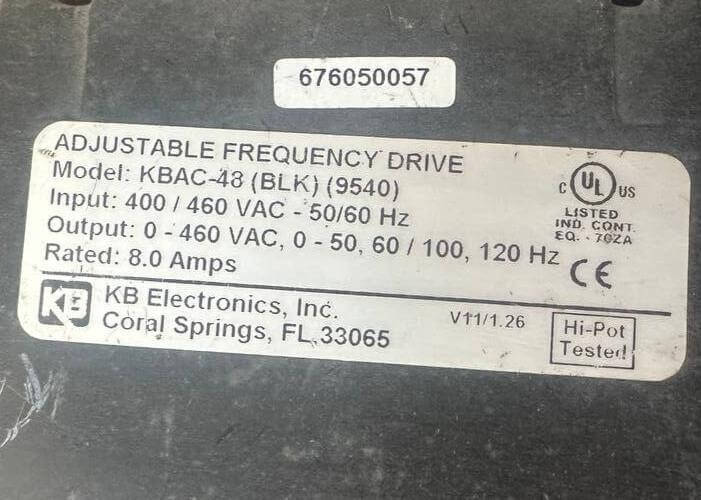 676050057
ADJUSTABLE FREQUENCY DRIVE
Model: KBAC-48 (BLK) (9540)
Input: 400 / 460 VAC - 50/60 Hz
Output: 0 - 460 VAC, 0 - 50, 60 / 100, 120 Hz
Rated: 8.0 Amps
C UL US
LISTED
IND. CONT.
EQ. - 70ZA
CE
KB
KB Electronics, Inc.
Coral Springs, FL 33065
V11/1.26
Hi-Pot
Tested!